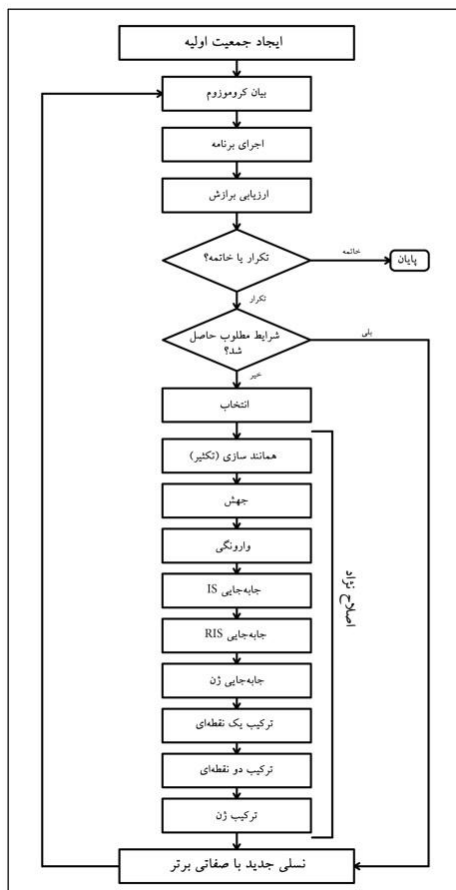 ایجاد جمعیت اولیه
بیان کروموزوم
اجرای برنامه
ارزیابی برازش
تکرار یا خاتمه؟
خاتمه
پایان
تکرار
شرایط مطلوب حاصل
شد؟
بلی
خیر
انتخاب
همانند سازی (تکثیر)
جهش
وارونگی
جابه‌جایی IS
جابه‌جایی RIS
جابه‌جایی ژن
ترکیب یک نقطه‌ای
ترکیب دو نقطه‌ای
ترکیب ژن
اصلاح نژاد
نسلی جدید با صفاتی برتر